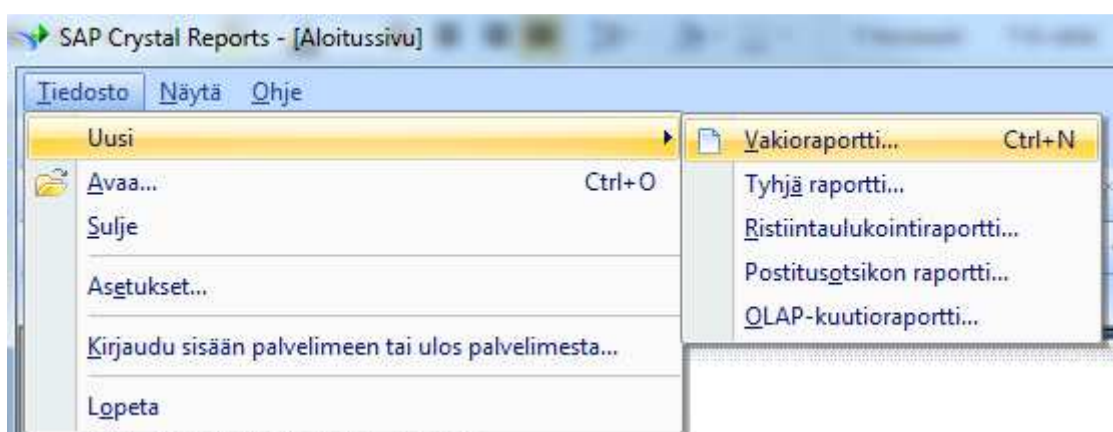 SAP Crystal Reports - [Aloitussivu]
Tiedosto Näytä Ohje
Uusi
Avaa... Ctrl+O
Sulje
Asetukset...
Kirjaudu sisään palvelimeen tai ulos palvelimesta...
Lopeta
Vakioraportti... Ctrl+N
Tyhjä raportti...
Ristiintaulukointiraportti...
Postitusotsikon raportti...
OLAP-kuutioraportti...